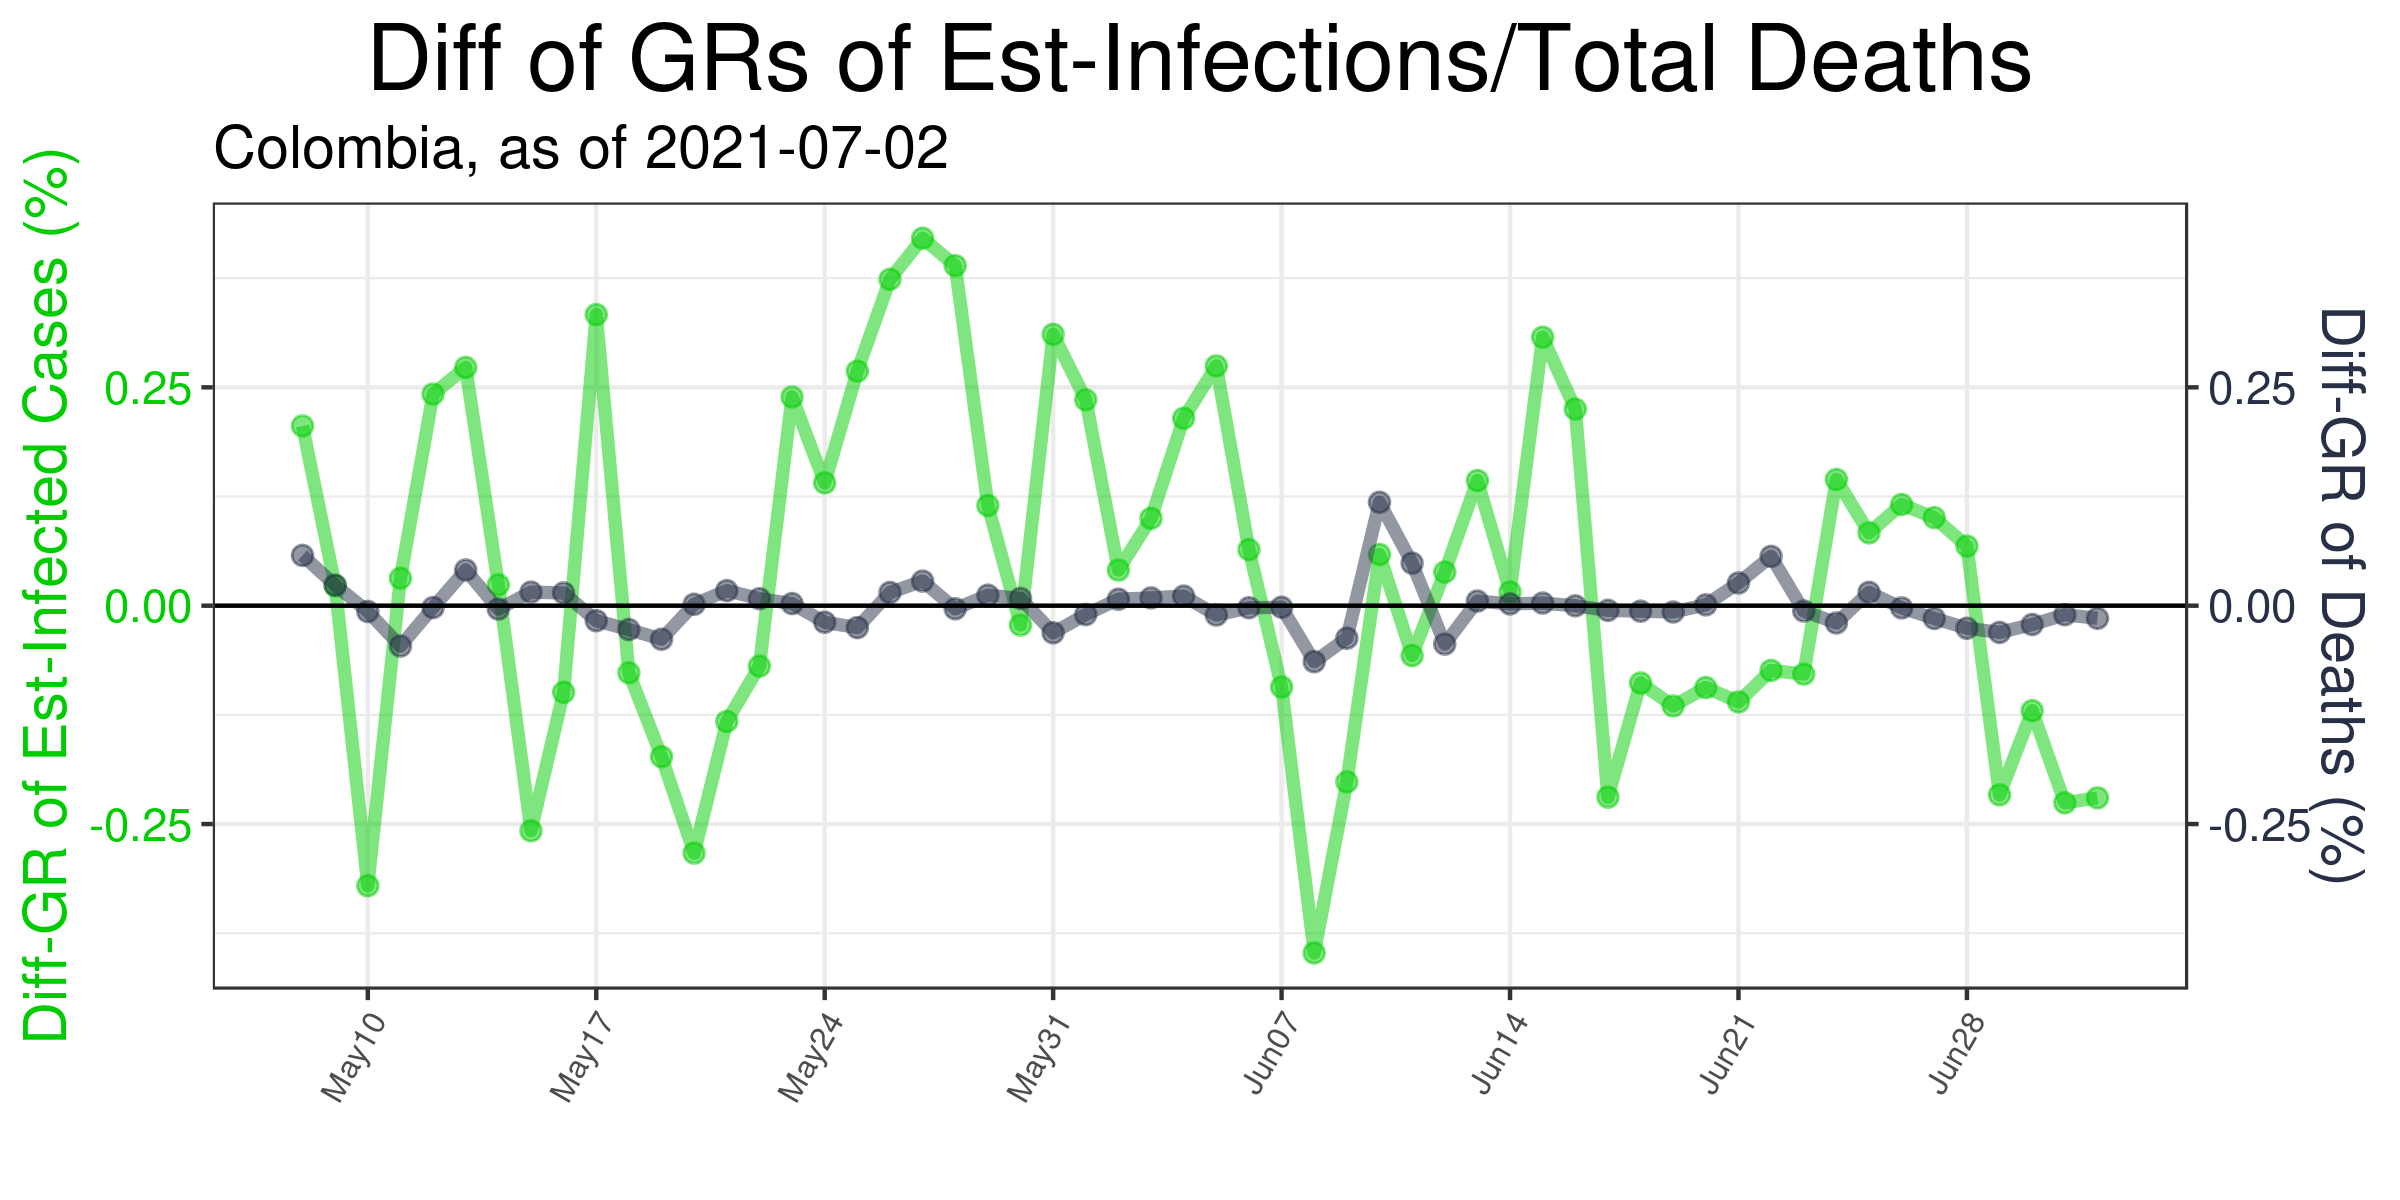 Diff of GRs of Est-Infections/Total Deaths
Colombia, as of 2021-07-02
Diff-GR of Est-Infected Cases (%)
0.25
0.00
-0.25
0.25
0.00
-0.25
Diff-GR of Deaths (%)
May10
May17
May24
May31
Jun07
Jun14
Jun21
Jun28